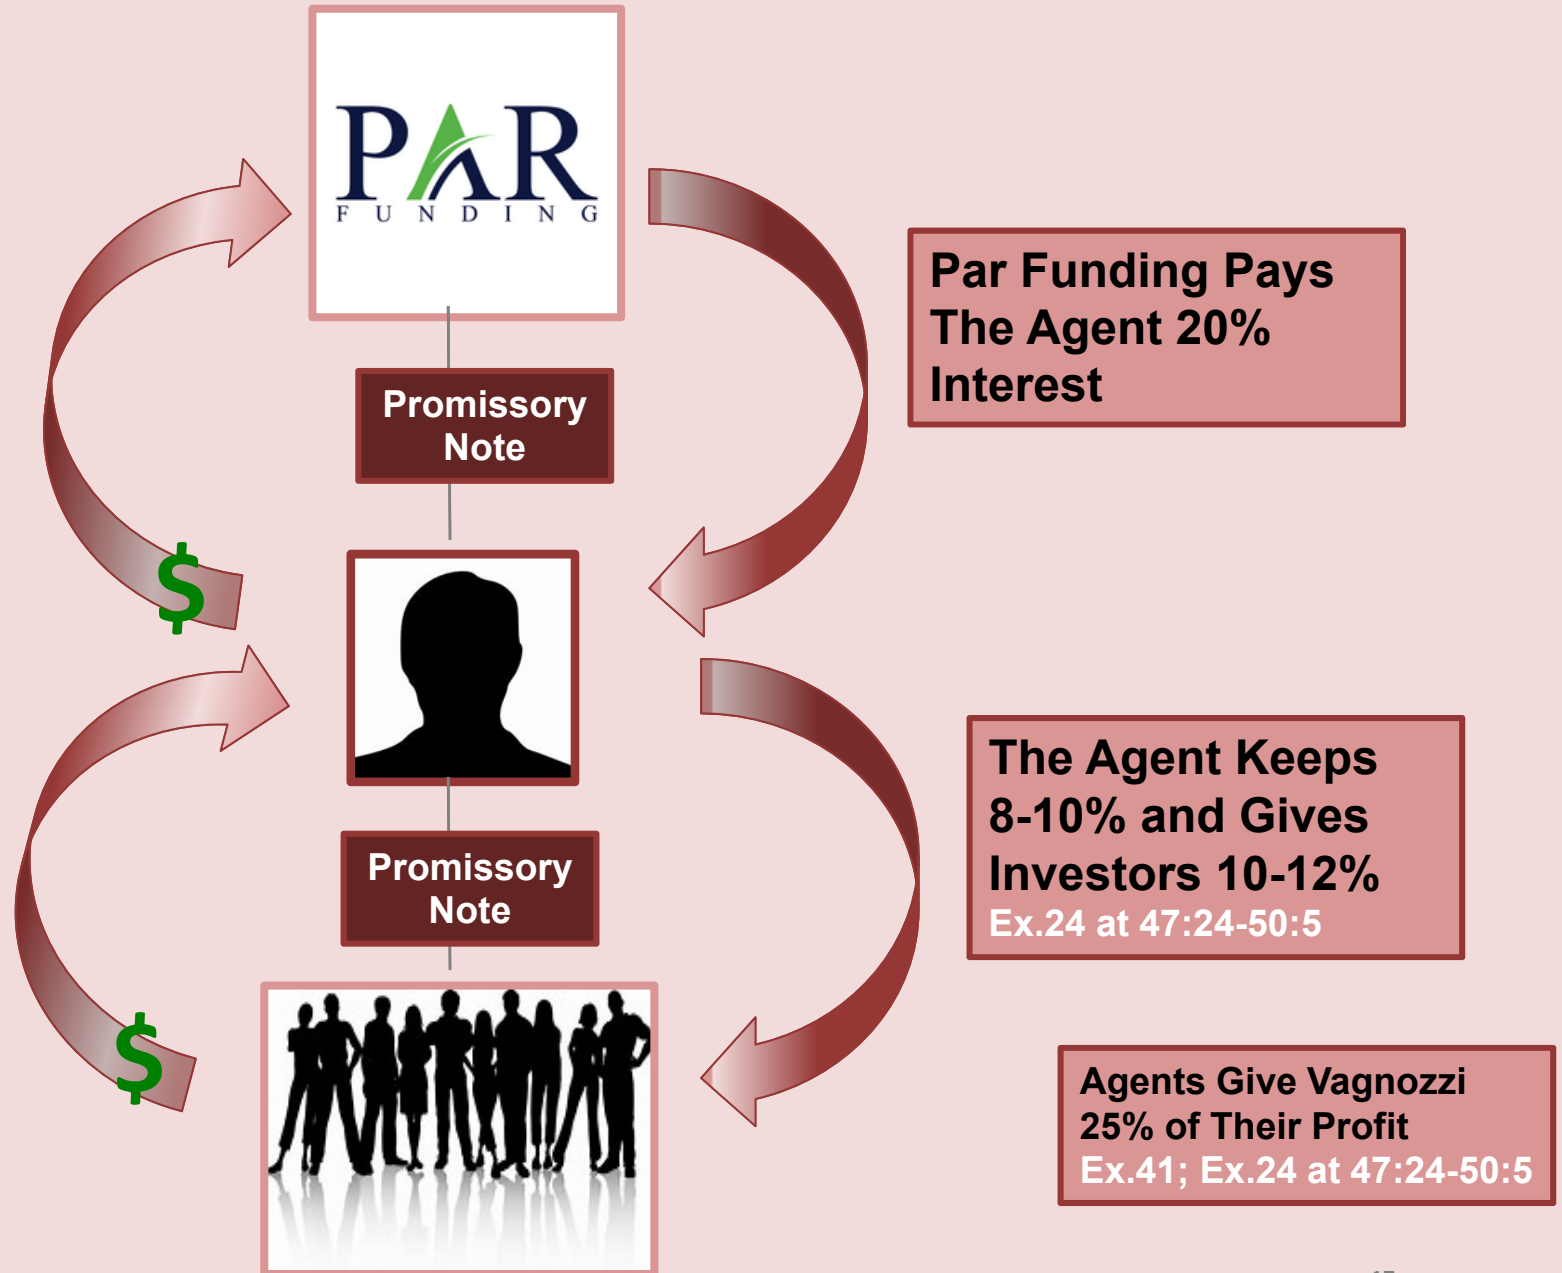 PAR
FUNDING
Par Funding Pays
The Agent 20%
Interest
Promissory
Note
$
The Agent Keeps
8-10% and Gives
Investors 10-12%
Ex.24 at 47:24-50:5
Promissory
Note
$
Agents Give Vagnozzi
25% of Their Profit
Ex.41; Ex.24 at 47:24-50:5